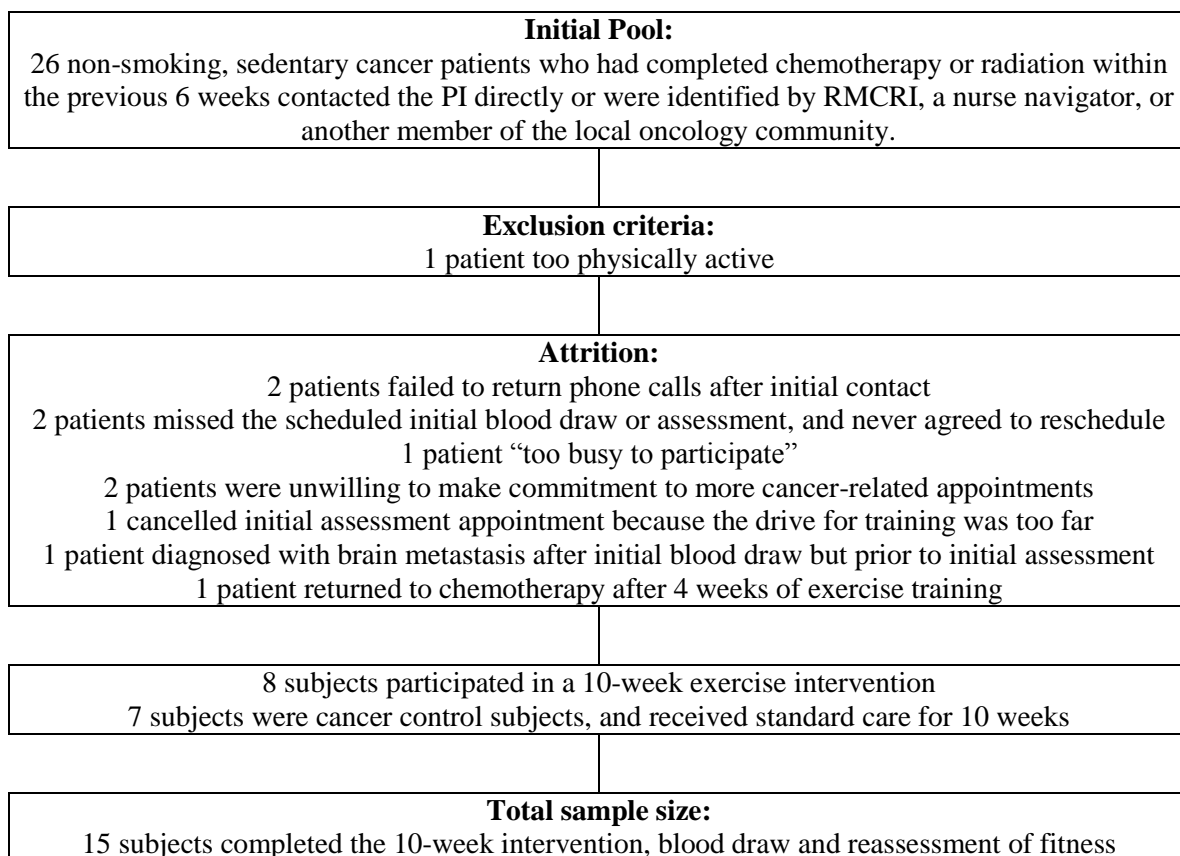 Initial Pool:
26 non-smoking, sedentary cancer patients who had completed chemotherapy or radiation within
the previous 6 weeks contacted the PI directly or were identified by RMCRI, a nurse navigator, or
another member of the local oncology community.
Exclusion criteria:
1 patient too physically active
Attrition:
2 patients failed to return phone calls after initial contact
2 patients missed the scheduled initial blood draw or assessment, and never agreed to reschedule
1 patient “too busy to participate”
2 patients were unwilling to make commitment to more cancer-related appointments
1 cancelled initial assessment appointment because the drive for training was too far
1 patient diagnosed with brain metastasis after initial blood draw but prior to initial assessment
1 patient returned to chemotherapy after 4 weeks of exercise training
8 subjects participated in a 10-week exercise intervention
7 subjects were cancer control subjects, and received standard care for 10 weeks
Total sample size:
15 subjects completed the 10-week intervention, blood draw and reassessment of fitness